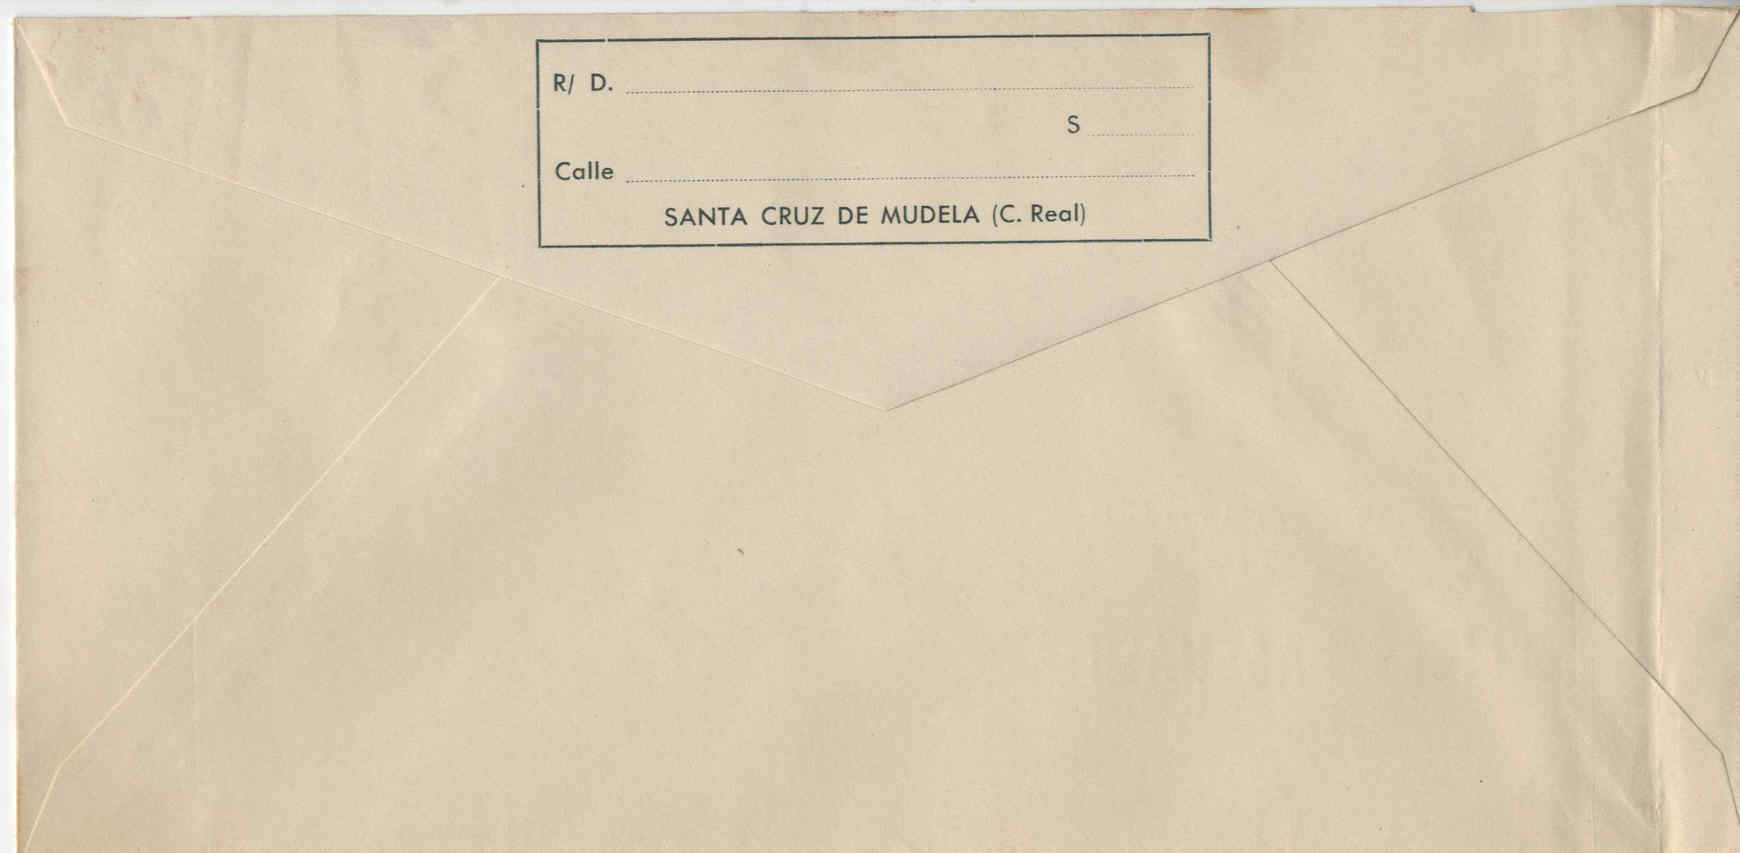 R/ D.
S
Calle
SANTA CRUZ DE MUDELA (C. Real)